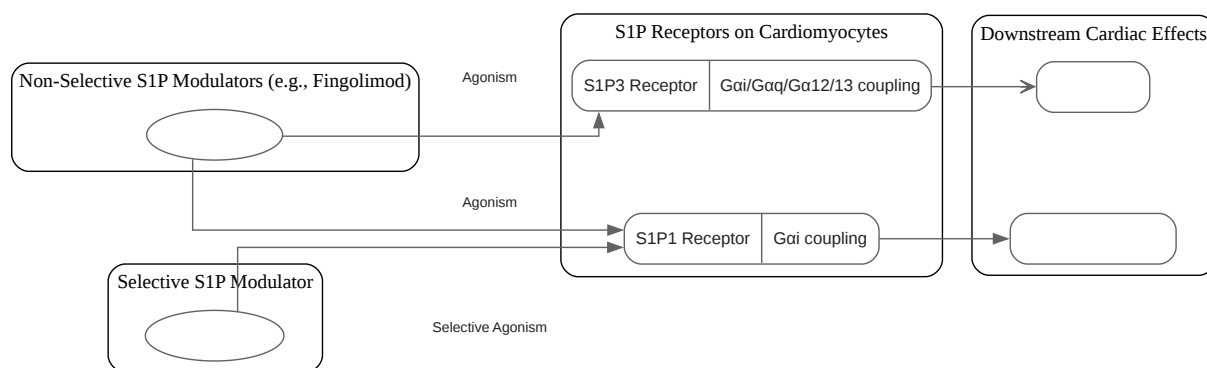 S1P Receptors on Cardiomyocytes
Downstream Cardiac Effects
Non-Selective S1P Modulators (e.g., Fingolimod)
Agonism
S1P3 Receptor
Gαi/Gαq/Gα12/13 coupling
Agonism
S1P1 Receptor
Gαi coupling
Selective S1P Modulator
Selective Agonism